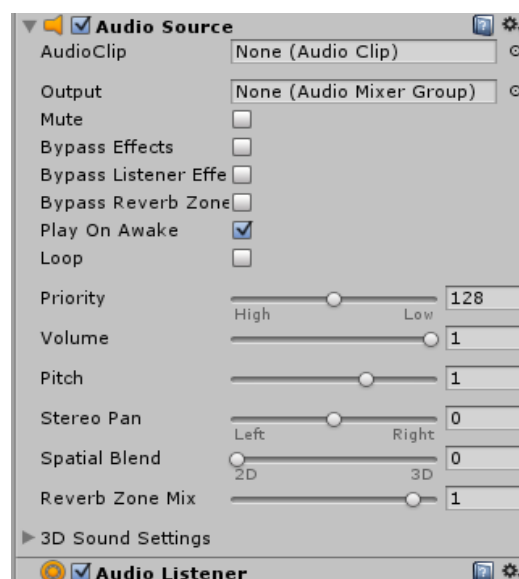 Audio Source
AudioClip None (Audio Clip)
Output None (Audio Mixer Group)
Mute
Bypass Effects
Bypass Listener Effe
Bypass Reverb Zone
Play On Awake
Loop
Priority 128
High Low
Volume 1
Pitch 1
Stereo Pan 0
Left Right
Spatial Blend 0
2D 3D
Reverb Zone Mix 1
3D Sound Settings
Audio Listener